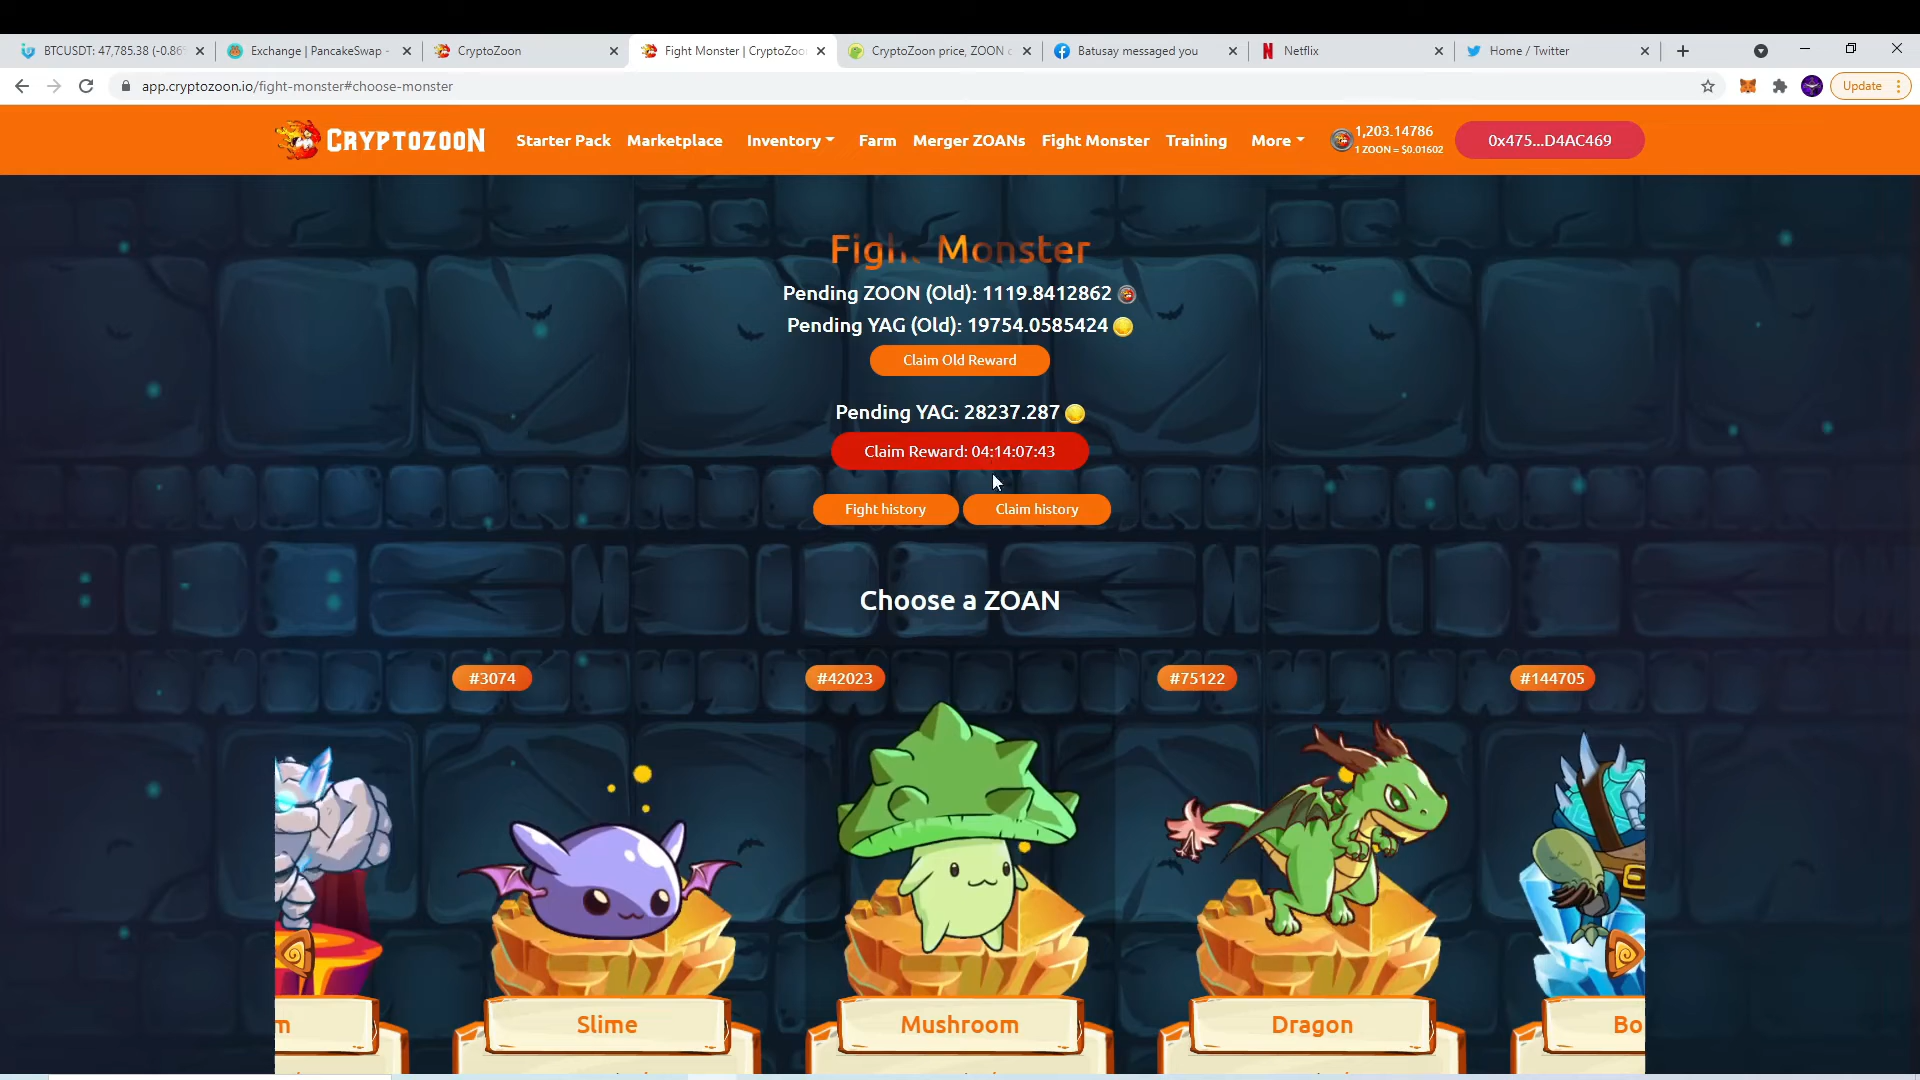 BTCUSDT: 47,785.38 (-0.86%
Exchange | PancakeSwap -
CryptoZoon
Fight Monster | CryptoZoon
CryptoZoon price, ZOON c
Batusay messaged you
Netflix
Home / Twitter
app.cryptozoon.io/fight-monster#choose-monster
Update
CRYPTOZOON
Starter Pack
Marketplace
Inventory
Farm
Merger ZOANs
Fight Monster
Training
More
1,203.14786
1 ZOON = $0.01602
0x475...D4AC469
Fight Monster
Pending ZOON (Old): 1119.8412862
Pending YAG (Old): 19754.0585424
Claim Old Reward
Pending YAG: 28237.287
Claim Reward: 04:14:07:43
Fight history
Claim history
Choose a ZOAN
#3074
#42023
#75122
#144705
m
Slime
Mushroom
Dragon
Bo